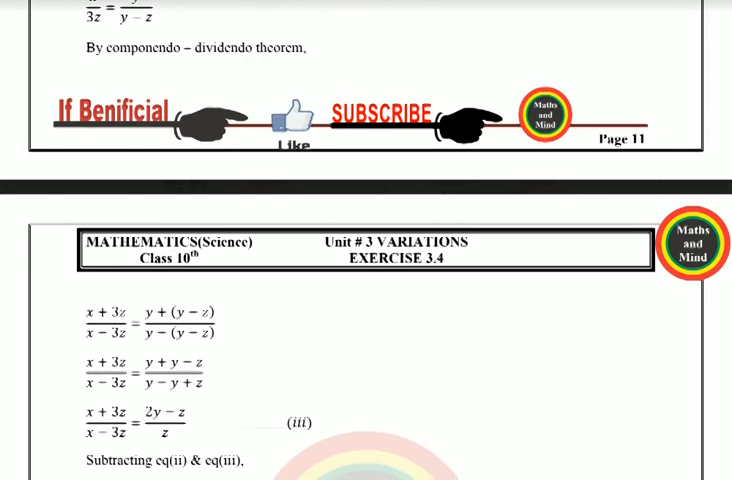 3z = y − z
By componendo – dividendo theorem,
If Benificial
Like
SUBSCRIBE
Maths
and
Mind
Page 11
MATHEMATICS(Science)
Unit # 3 VARIATIONS
Class 10th
EXERCISE 3.4
Maths
and
Mind
x + 3z / x − 3z = y + (y − z) / y − (y − z)
x + 3z / x − 3z = y + y − z / y − y + z
x + 3z / x − 3z = 2y − z / z (iii)
Subtracting eq(ii) & eq(iii),